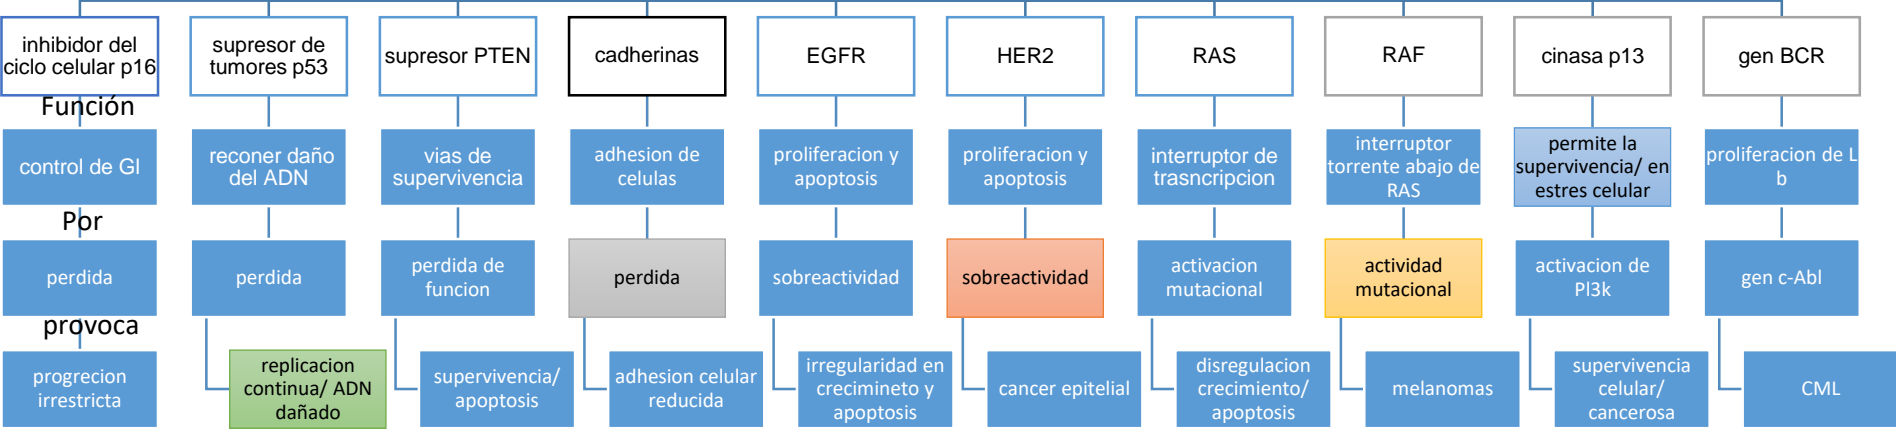 inhibidor del
ciclo celular p16
supresor de
tumores p53
supresor PTEN
cadherinas
EGFR
HER2
RAS
RAF
cinasa p13
gen BCR
Función
control de GI
reconer daño
del ADN
vias de
supervivencia
adhesion de
celulas
proliferacion y
apoptosis
proliferacion y
apoptosis
interruptor de
trasncripcion
interruptor
torrente abajo de
RAS
permite la
supervivencia/ en
estres celular
proliferacion de L
b
Por
perdida
perdida
perdida de
funcion
perdida
sobreactividad
sobreactividad
activacion
mutacional
actividad
mutacional
activacion de
Pl3k
gen c-Abl
provoca
progrecion
irrestricta
replicacion
continua/ ADN
dañado
supervivencia/
apoptosis
adhesion celular
reducida
irregularidad en
crecimineto y
apoptosis
cancer epitelial
disregulacion
crecimiento/
apoptosis
melanomas
supervivencia
celular/
cancerosa
CML